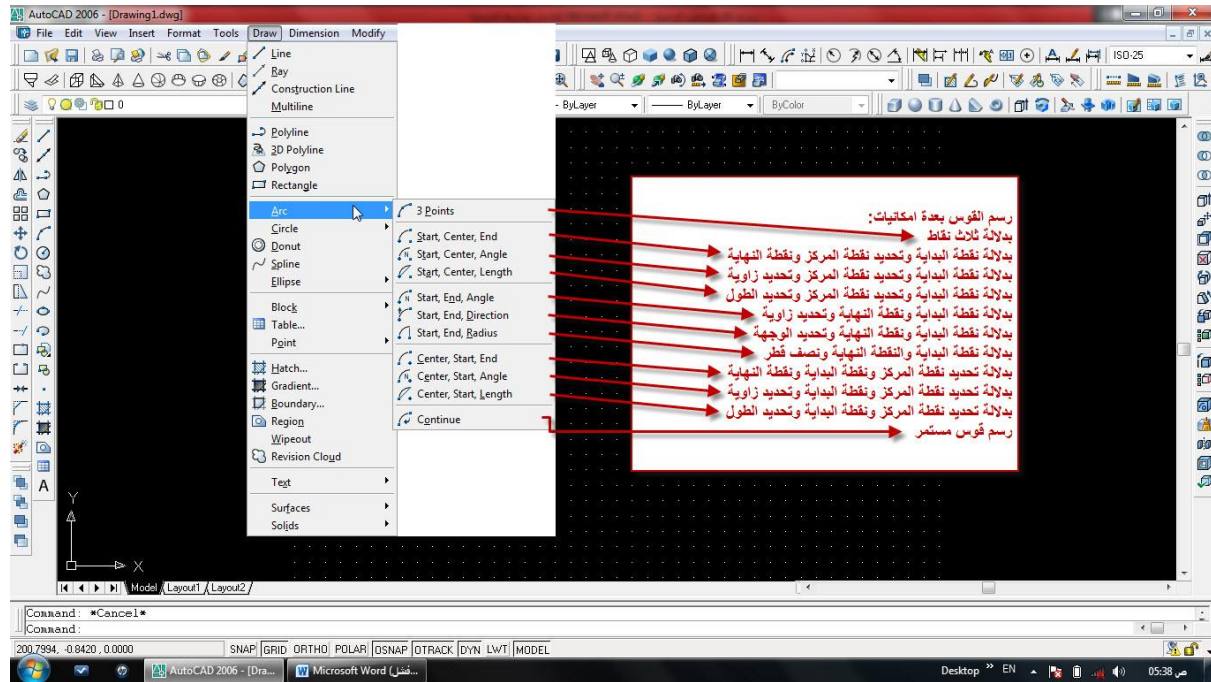 AutoCAD 2006 - [Drawing1.dwg]
File Edit View Insert Format Tools Draw Dimension Modify
ISO-25
0
ByLayer
ByLayer
ByColor
Line
Ray
Construction Line
Multiline
Polyline
3D Polyline
Polygon
Rectangle
Arc
Circle
Donut
Spline
Ellipse
Block
Table...
Point
Hatch...
Gradient...
Boundary...
Region
Wipeout
Revision Cloud
Text
Surfaces
Solids
3 Points
Start, Center, End
Start, Center, Angle
Start, Center, Length
Start, End, Angle
Start, End, Direction
Start, End, Radius
Center, Start, End
Center, Start, Angle
Center, Start, Length
Continue
رسم القوس بعدة امكانيات:
بدلالة ثلاث نقاط
بدلالة نقطة البداية وتحديد نقطة المركز ونقطة النهاية
بدلالة نقطة البداية وتحديد نقطة المركز وتحديد زاوية
بدلالة نقطة البداية وتحديد نقطة المركز وتحديد الطول
بدلالة نقطة البداية ونقطة النهاية وتحديد زاوية
بدلالة نقطة البداية ونقطة النهاية وتحديد الوجهة
بدلالة نقطة البداية والنقطة النهاية ونصف قطر
بدلالة تحديد نقطة المركز ونقطة البداية ونقطة النهاية
بدلالة تحديد نقطة المركز ونقطة البداية وتحديد زاوية
بدلالة تحديد نقطة المركز ونقطة البداية وتحديد الطول
رسم قوس مستمر
A
Y
X
Model Layout1 Layout2
Command: *Cancel*
Command:
200.7994, -0.8420, 0.0000 SNAP GRID ORTHO POLAR OSNAP OTRACK DYN LWT MODEL
AutoCAD 2006 - [Dra... Microsoft Word (فشل... Desktop » EN 05:38 ص